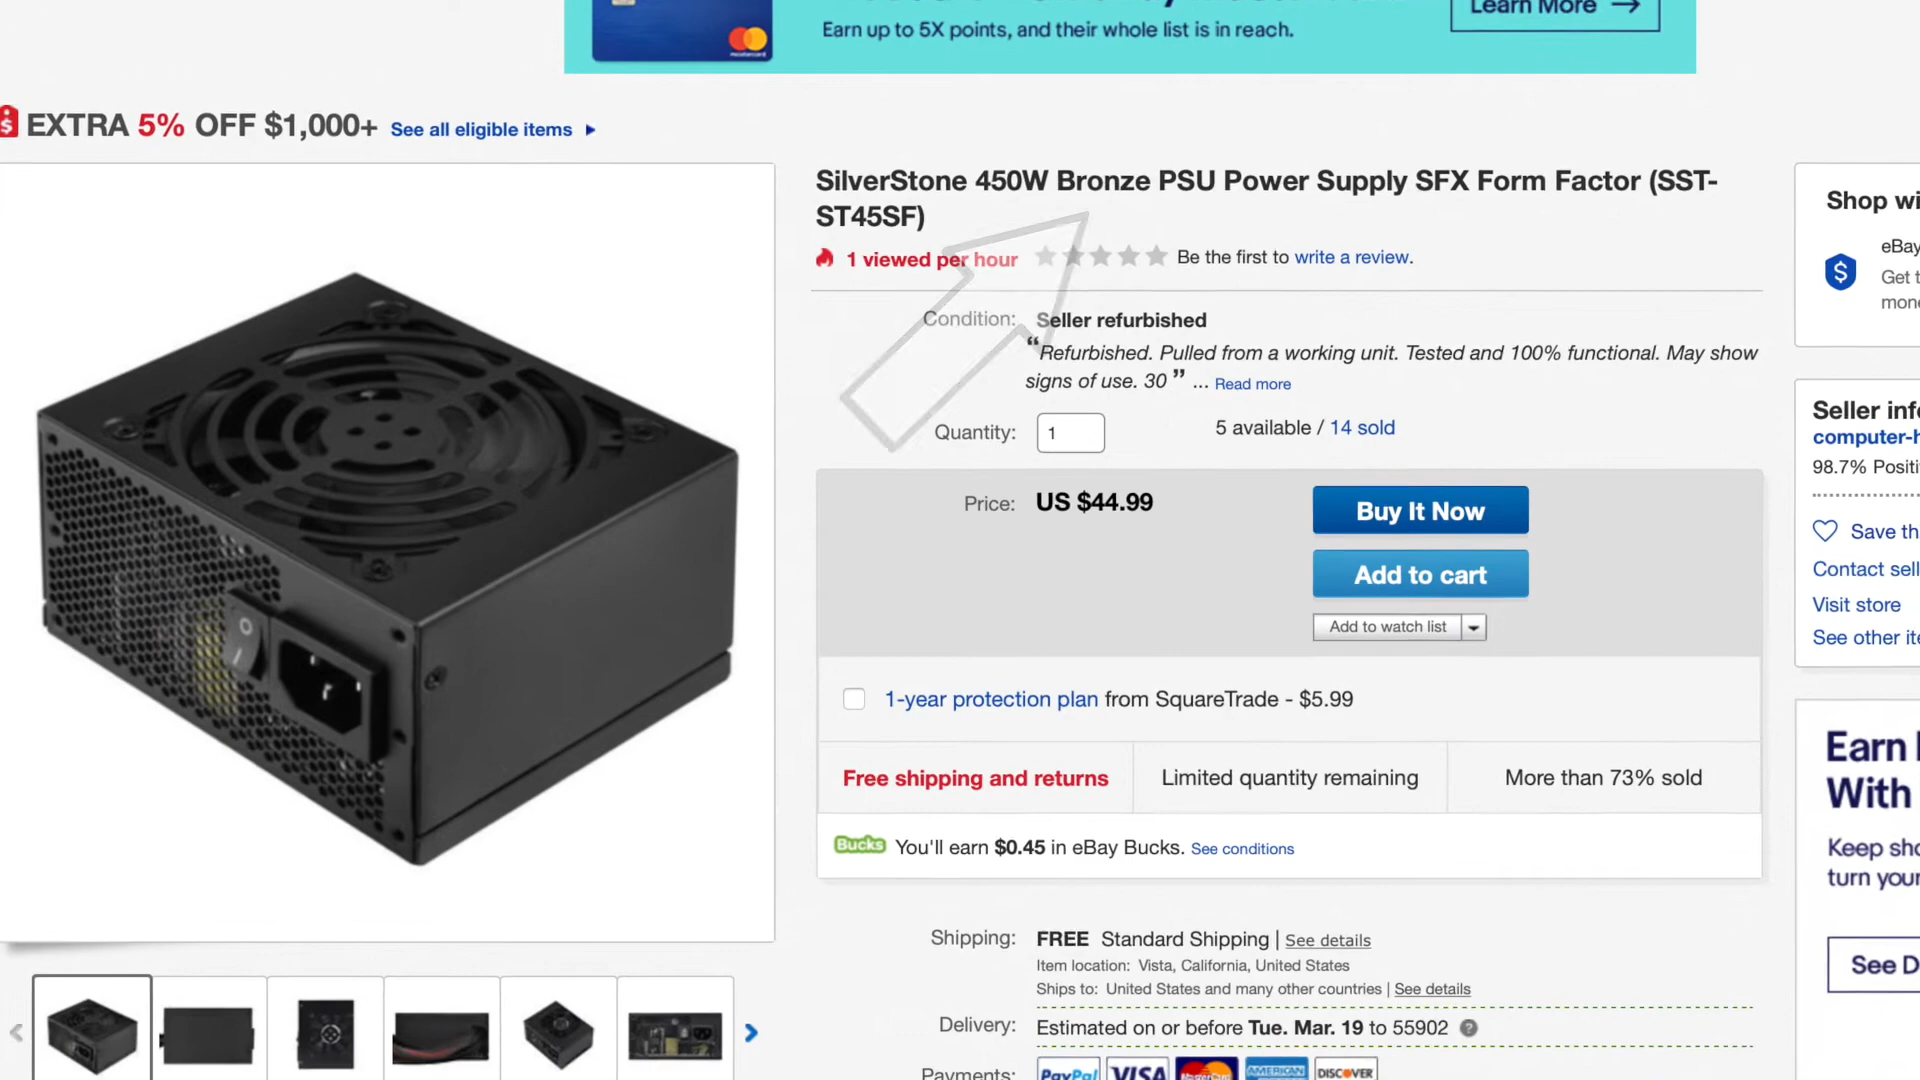 Learn More →
Earn up to 5X points, and their whole list is in reach.
mastercard
EXTRA 5% OFF $1,000+ See all eligible items
SilverStone 450W Bronze PSU Power Supply SFX Form Factor (SST-
ST45SF)
1 viewed per hour
Be the first to write a review.
Condition: Seller refurbished
“Refurbished. Pulled from a working unit. Tested and 100% functional. May show
signs of use. 30 ” ... Read more
Quantity: 1
5 available / 14 sold
Price: US $44.99
Buy It Now
Add to cart
Add to watch list
1-year protection plan from SquareTrade - $5.99
Free shipping and returns
Limited quantity remaining
More than 73% sold
Bucks You'll earn $0.45 in eBay Bucks. See conditions
Shipping: FREE Standard Shipping | See details
Item location: Vista, California, United States
Ships to: United States and many other countries | See details
Delivery: Estimated on or before Tue. Mar. 19 to 55902 ?
Payments: PayPal VISA MasterCard AMERICAN DISCOVER
Shop wi
eBay
Get t
mone
Seller info
computer-h
98.7% Positi
Save th
Contact sell
Visit store
See other ite
Earn
With
Keep sho
turn your
See D